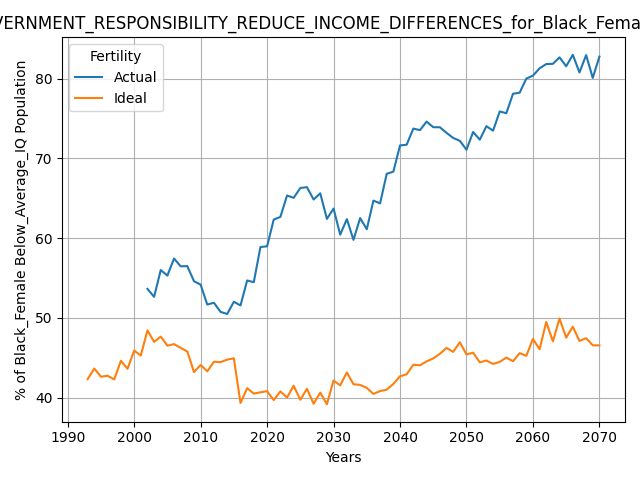 VERNMENT_RESPONSIBILITY_REDUCE_INCOME_DIFFERENCES_for_Black_Fema
Fertility
Actual
Ideal
% of Black_Female Below_Average_IQ Population
80
70
60
50
40
1990 2000 2010 2020 2030 2040 2050 2060 2070
Years